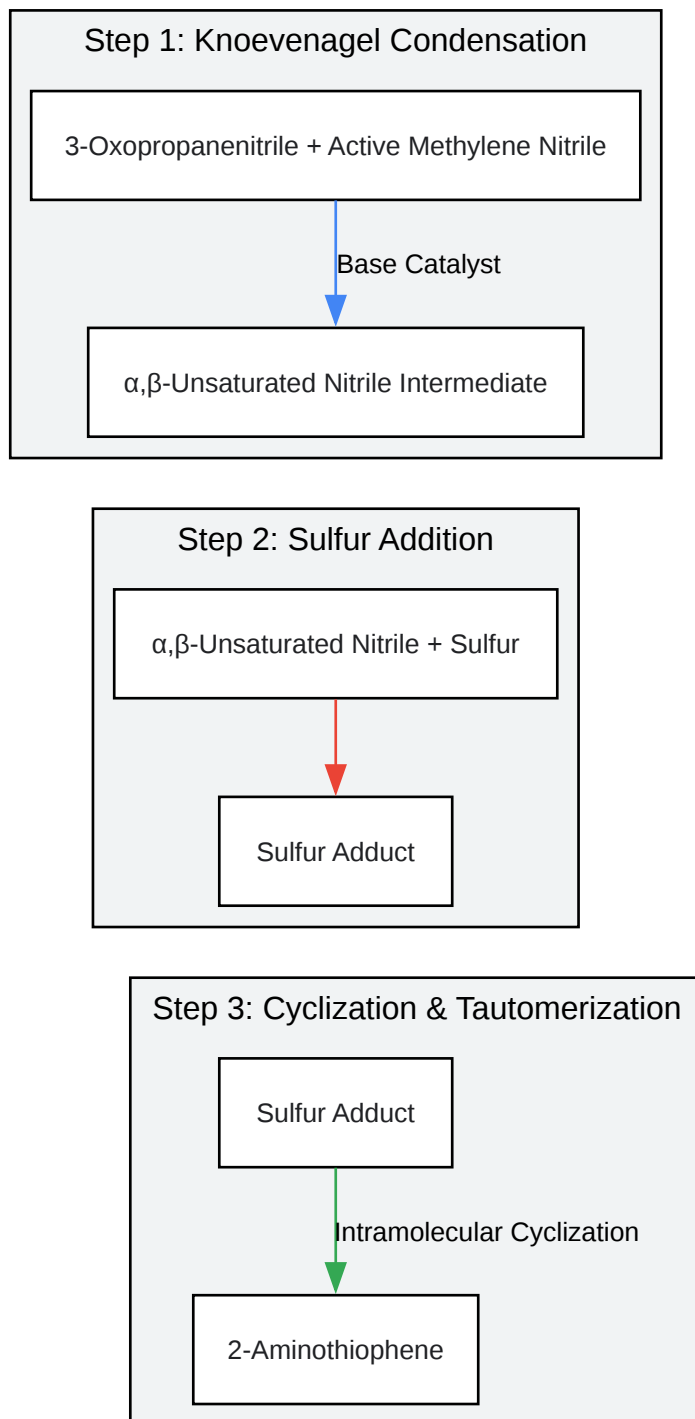 Step 1: Knoevenagel Condensation
3-Oxopropanenitrile + Active Methylene Nitrile
Base Catalyst
α,β-Unsaturated Nitrile Intermediate
Step 2: Sulfur Addition
α,β-Unsaturated Nitrile + Sulfur
Sulfur Adduct
Step 3: Cyclization & Tautomerization
Sulfur Adduct
Intramolecular Cyclization
2-Aminothiophene